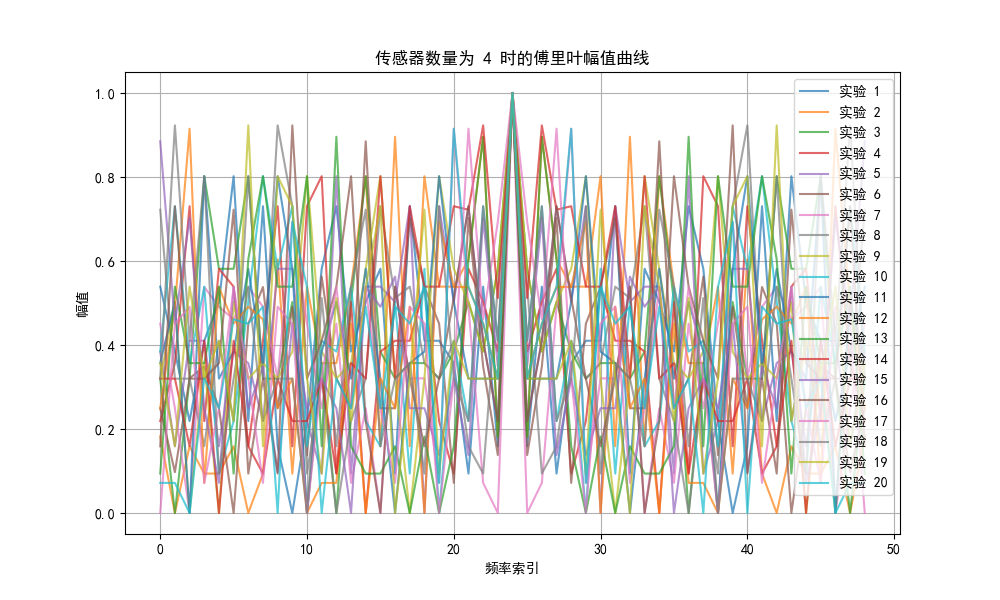 传感器数量为 4 时的傅里叶幅值曲线
幅值
1.0
0.8
0.6
0.4
0.2
0.0
0
10
20
30
40
50
频率索引
实验 1
实验 2
实验 3
实验 4
实验 5
实验 6
实验 7
实验 8
实验 9
实验 10
实验 11
实验 12
实验 13
实验 14
实验 15
实验 16
实验 17
实验 18
实验 19
实验 20